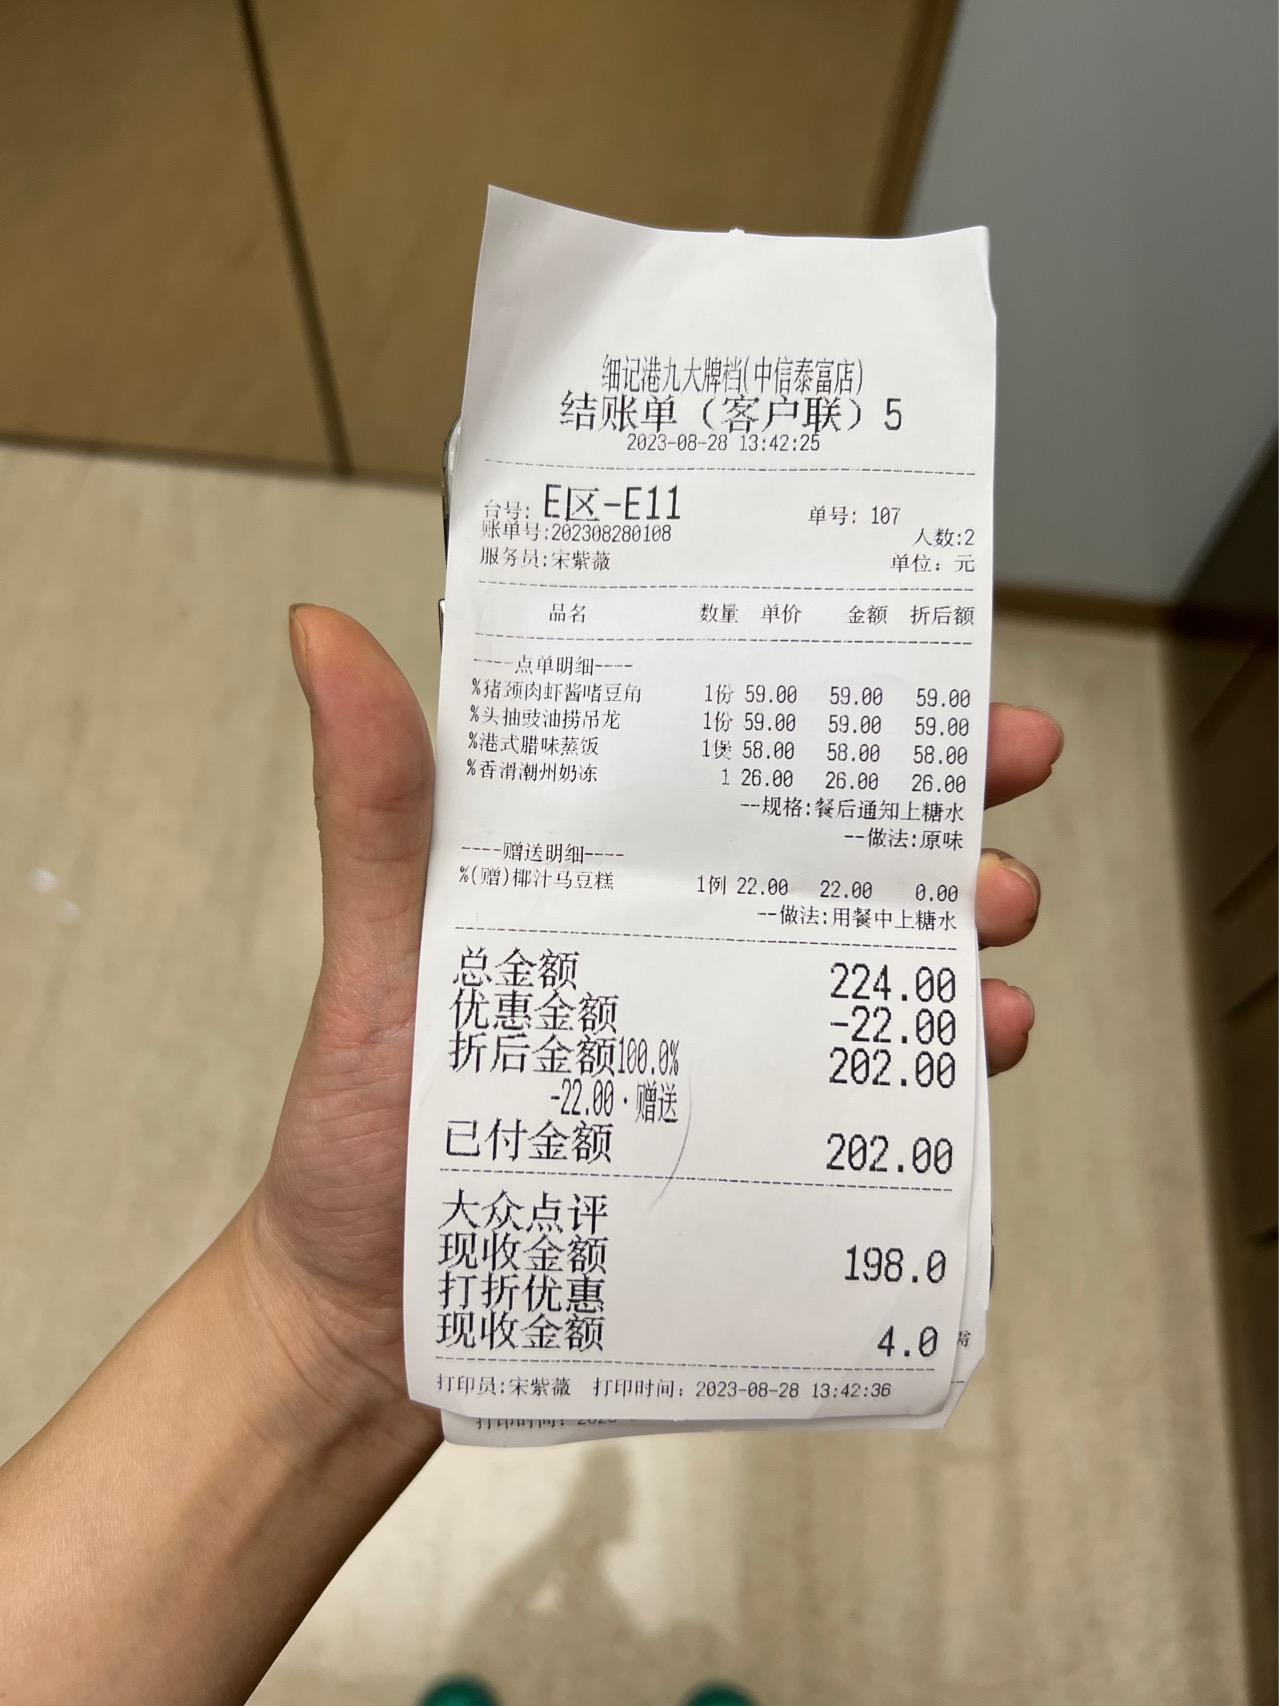 细记港九大牌档(中信泰富店)
结账单（客户联）5
2023-08-28 13:42:25
台号: E区-E11 单号: 107
账单号:202308280108 人数:2
服务员:宋紫薇 单位: 元
品名 数量 单价 金额 折后额
----点单明细----
%猪颈肉虾酱啫豆角 1份 59.00 59.00 59.00
%头抽豉油捞吊龙 1份 59.00 59.00 59.00
%港式腊味蒸饭 1煲 58.00 58.00 58.00
%香滑潮州奶冻 1 26.00 26.00 26.00
--规格:餐后通知上糖水
--做法:原味
----赠送明细----
%(赠)椰汁马豆糕 1例 22.00 22.00 0.00
--做法:用餐中上糖水
总金额 224.00
优惠金额 -22.00
折后金额100.0% 202.00
-22.00·赠送
已付金额 202.00
大众点评
现收金额 198.0
打折优惠
现收金额 4.0
打印员:宋紫薇 打印时间: 2023-08-28 13:42:36
打印时间: 2023-